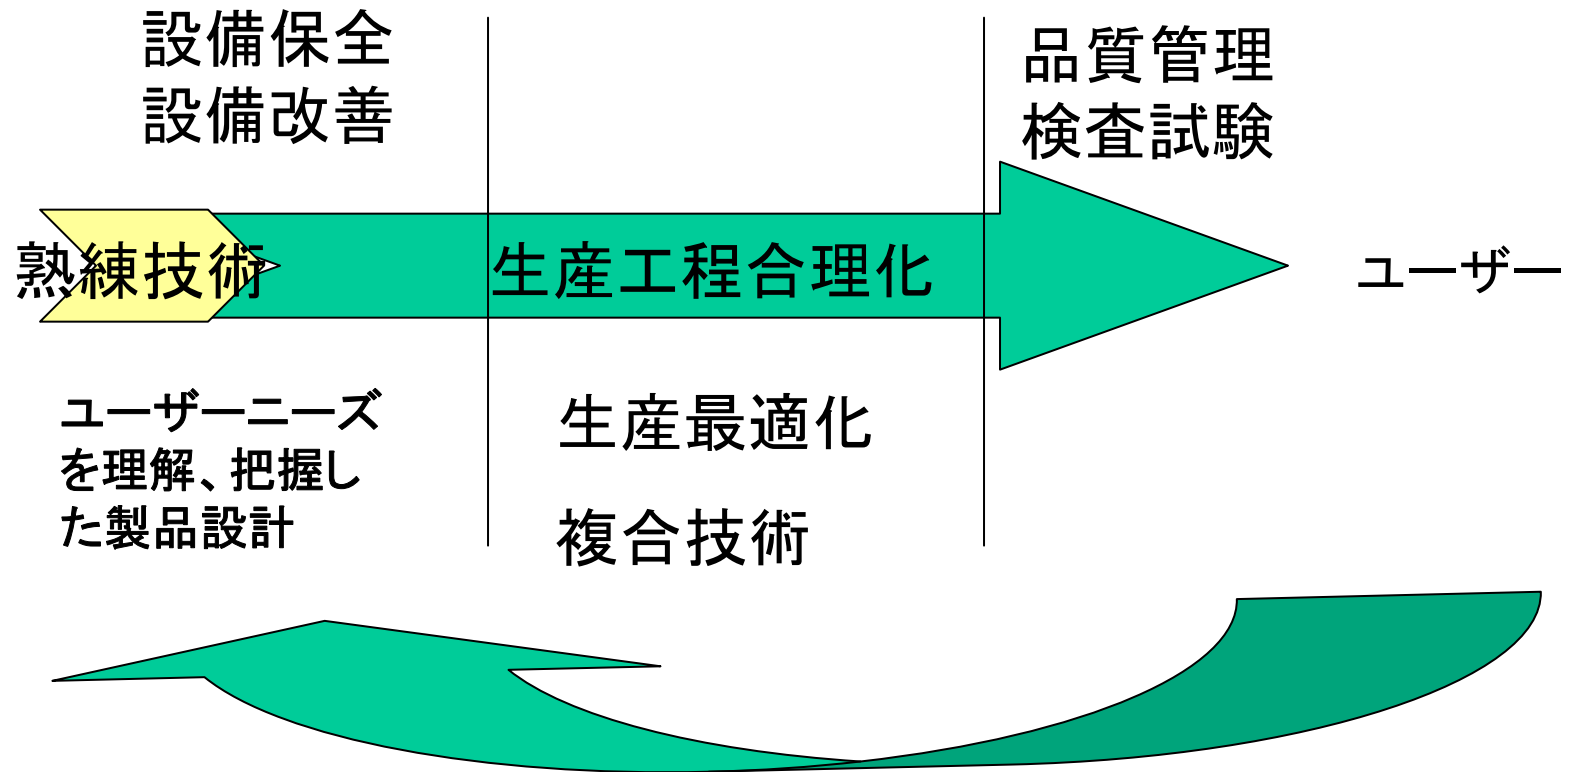 設備保全
設備改善
品質管理
検査試験
熟練技術
生産工程合理化
ユーザー
ユーザーニーズ
を理解、把握し
た製品設計
生産最適化
複合技術